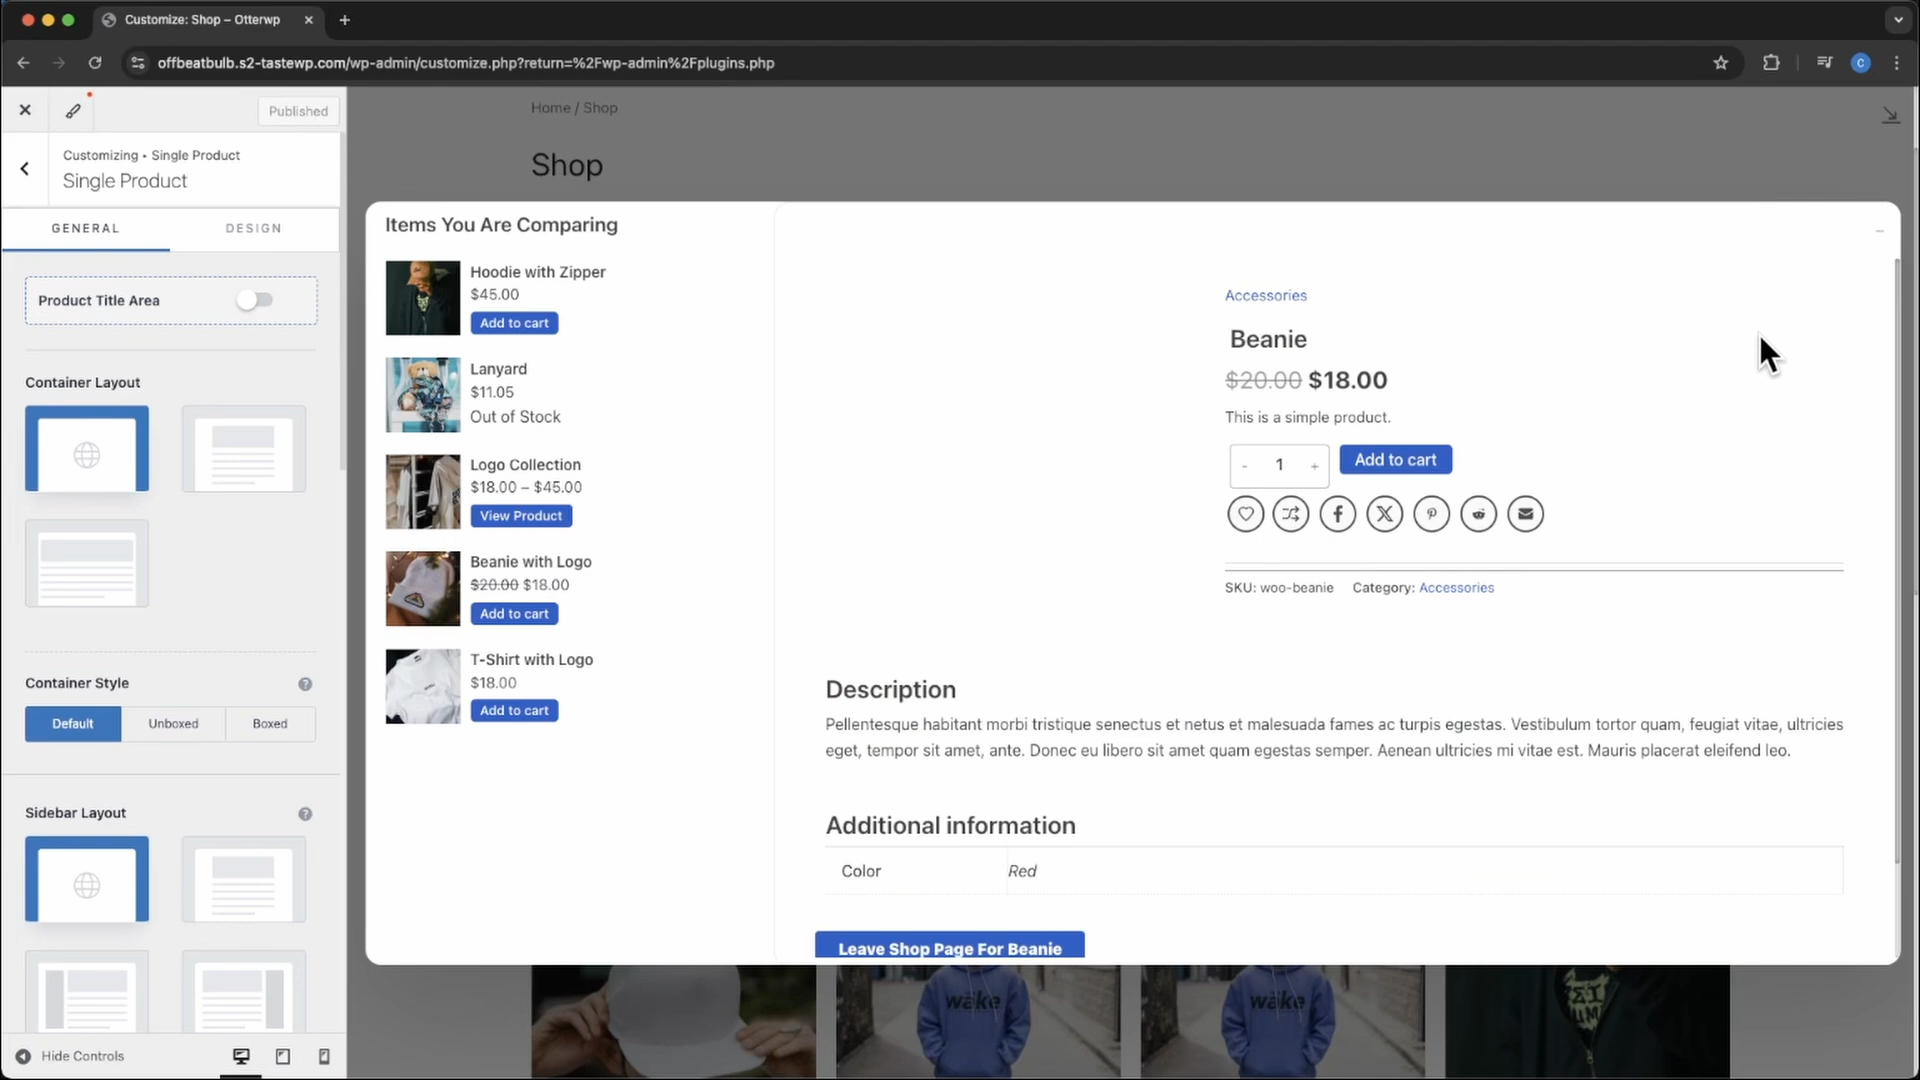 Customize: Shop – Otterwp
offbeatbulb.s2-tastewp.com/wp-admin/customize.php?return=%2Fwp-admin%2Fplugins.php
C
Published
Customizing • Single Product
Single Product
GENERAL
DESIGN
Product Title Area
Container Layout
Container Style
?
Default
Unboxed
Boxed
Sidebar Layout
?
Hide Controls
Home / Shop
Shop
Items You Are Comparing
Hoodie with Zipper
$45.00
Add to cart
Lanyard
$11.05
Out of Stock
Logo Collection
$18.00 – $45.00
View Product
Beanie with Logo
$20.00 $18.00
Add to cart
T-Shirt with Logo
$18.00
Add to cart
Accessories
Beanie
$20.00 $18.00
This is a simple product.
- 1 +
Add to cart
SKU: woo-beanie Category: Accessories
Description
Pellentesque habitant morbi tristique senectus et netus et malesuada fames ac turpis egestas. Vestibulum tortor quam, feugiat vitae, ultricies
eget, tempor sit amet, ante. Donec eu libero sit amet quam egestas semper. Aenean ultricies mi vitae est. Mauris placerat eleifend leo.
Additional information
Color Red
Leave Shop Page For Beanie
wake
wake